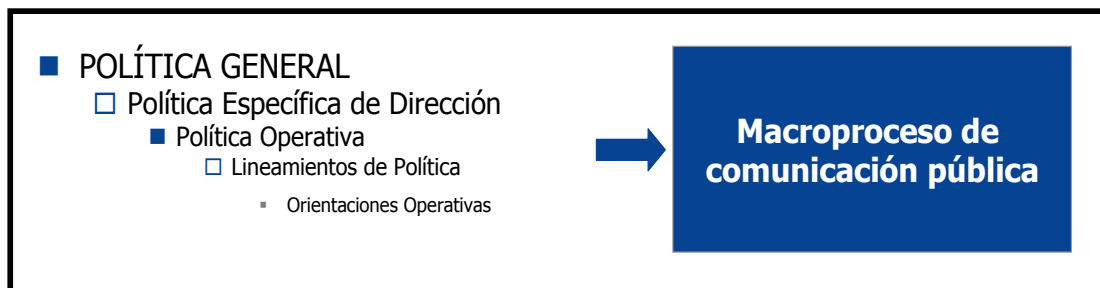 POLÍTICA GENERAL
Política Específica de Dirección
Política Operativa
Lineamientos de Política
Orientaciones Operativas
Macroproceso de
comunicación pública